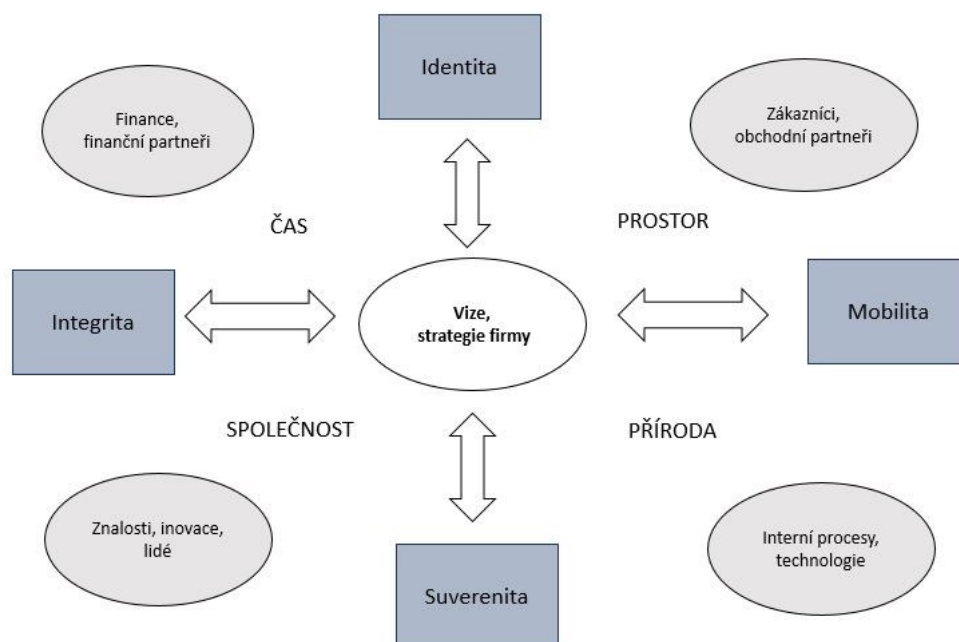 Identita
Finance,
finanční partneři
Zákazníci,
obchodní partneři
ČAS
PROSTOR
Integrita
Vize,
strategie firmy
Mobilita
SPOLEČNOST
PŘÍRODA
Znalosti, inovace,
lidé
Interní procesy,
technologie
Suverenita